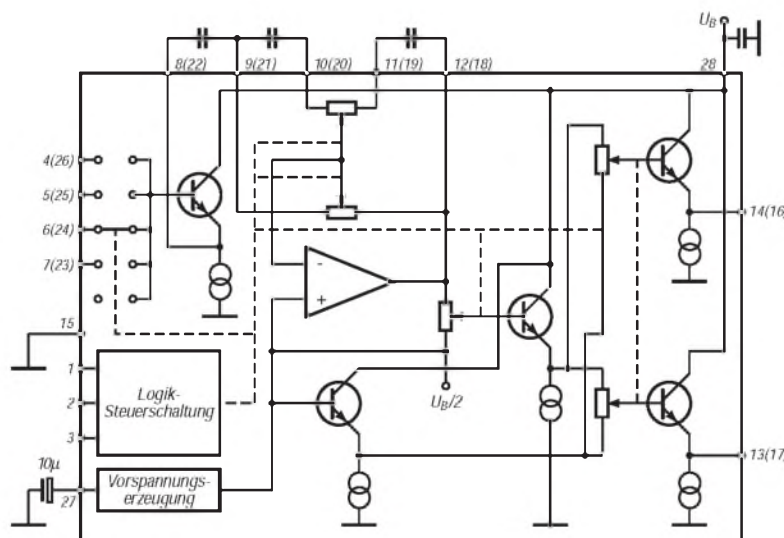 U_B
8(22) 9(21) 10(20) 11(19) 12(18) 28
4(26)
5(25)
6(24)
7(23)
14(16)
15
1
2
3
Logik-
Steuerschaltung
-
+
U_B/2
10µ
27
Vorspannungs-
erzeugung
13(17)